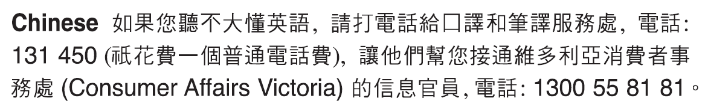 Chinese 如果您聽不大懂英語, 請打電話給口譯和筆譯服務處, 電話:
131 450 (祇花費一個普通電話費), 讓他們幫您接通維多利亞消費者事
務處 (Consumer Affairs Victoria) 的信息官員, 電話: 1300 55 81 81。